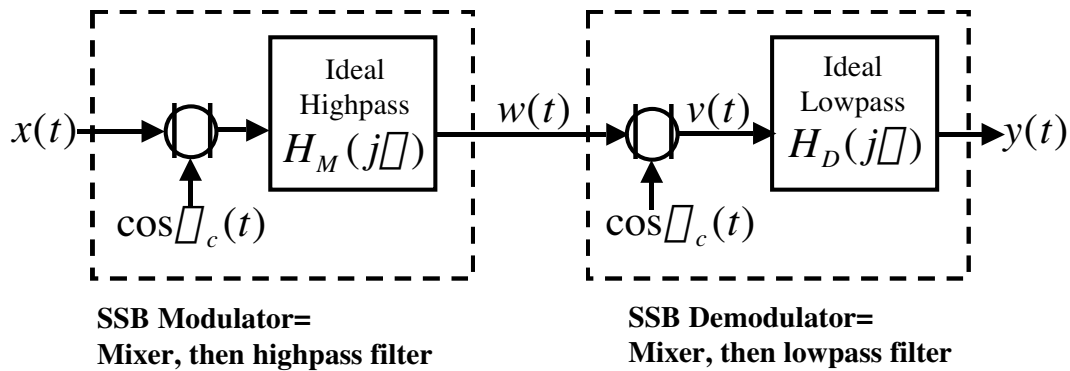 x(t)
Ideal
Highpass
H_M(j▯)
cos▯_c(t)
w(t)
v(t)
Ideal
Lowpass
H_D(j▯)
cos▯_c(t)
y(t)
SSB Modulator=
Mixer, then highpass filter
SSB Demodulator=
Mixer, then lowpass filter